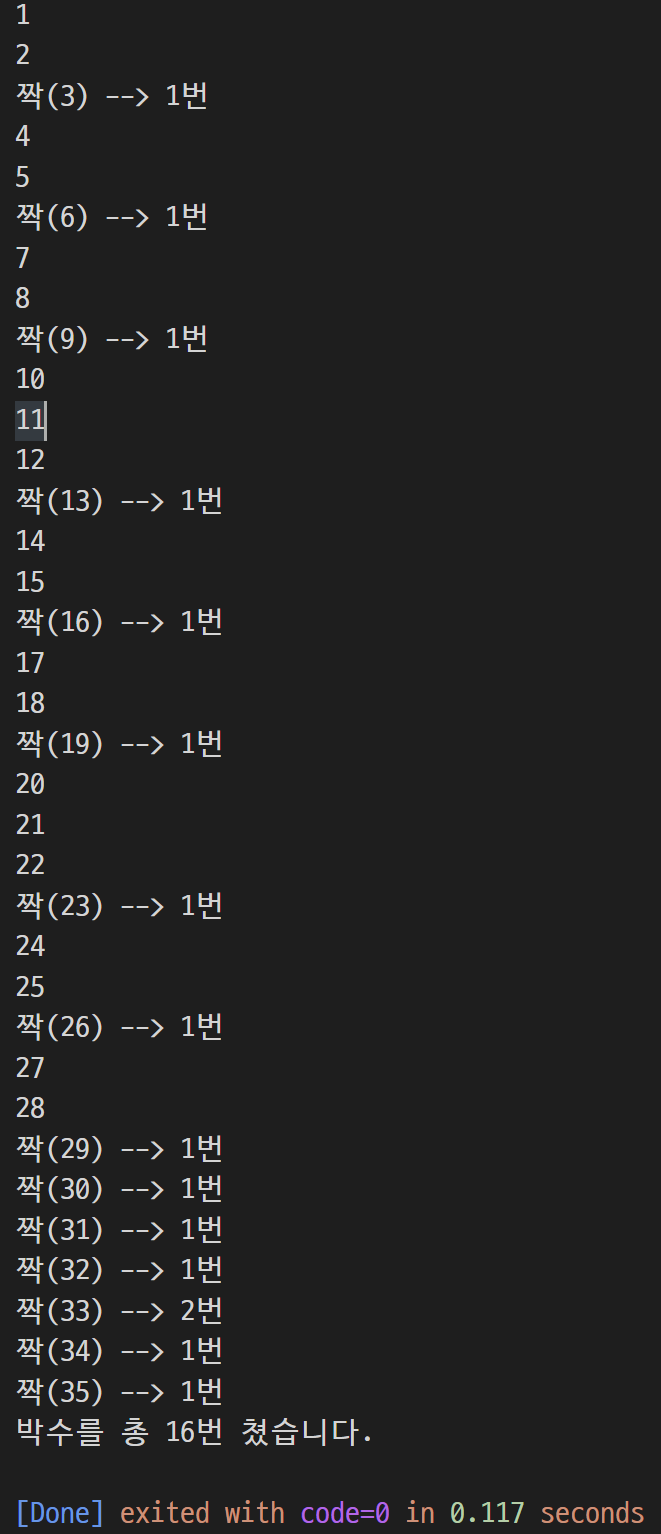 1
2
짝(3) --> 1번
4
5
짝(6) --> 1번
7
8
짝(9) --> 1번
10
11
12
짝(13) --> 1번
14
15
짝(16) --> 1번
17
18
짝(19) --> 1번
20
21
22
짝(23) --> 1번
24
25
짝(26) --> 1번
27
28
짝(29) --> 1번
짝(30) --> 1번
짝(31) --> 1번
짝(32) --> 1번
짝(33) --> 2번
짝(34) --> 1번
짝(35) --> 1번
박수를 총 16번 쳤습니다.
[Done] exited with code=0 in 0.117 seconds